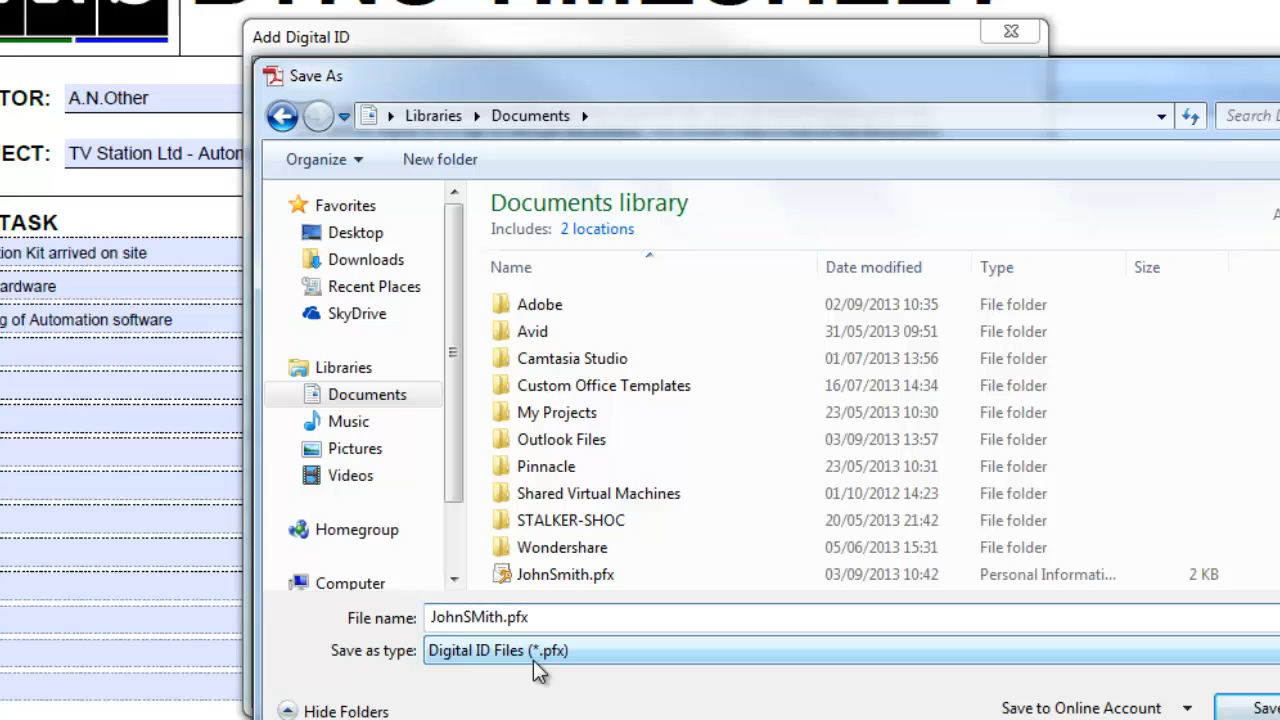 DYNO TIMESHEET
Add Digital ID
Save As
TOR: A.N.Other
Libraries Documents
Search D
ECT: TV Station Ltd - Autom
Organize New folder
TASK
ion Kit arrived on site
ardware
g of Automation software
Favorites
Desktop
Downloads
Recent Places
SkyDrive
Libraries
Documents
Music
Pictures
Videos
Homegroup
Computer
Documents library
Includes: 2 locations
A
Name Date modified Type Size
Adobe 02/09/2013 10:35 File folder
Avid 31/05/2013 09:51 File folder
Camtasia Studio 01/07/2013 13:56 File folder
Custom Office Templates 16/07/2013 14:34 File folder
My Projects 23/05/2013 10:30 File folder
Outlook Files 03/09/2013 13:57 File folder
Pinnacle 23/05/2013 10:31 File folder
Shared Virtual Machines 01/10/2012 14:23 File folder
STALKER-SHOC 20/05/2013 21:42 File folder
Wondershare 05/06/2013 15:31 File folder
JohnSmith.pfx 03/09/2013 10:42 Personal Informati... 2 KB
File name: JohnSMith.pfx
Save as type: Digital ID Files (*.pfx)
Hide Folders
Save to Online Account
Save